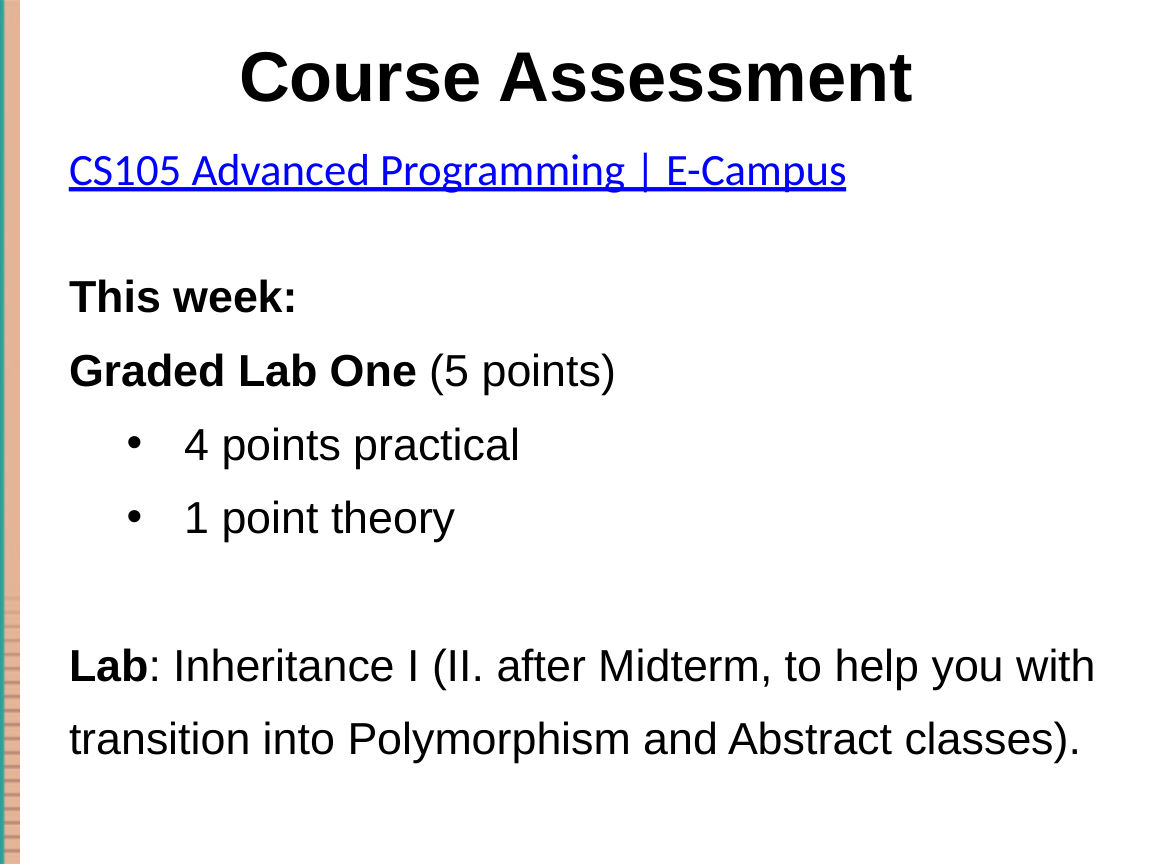 Course Assessment
CS105 Advanced Programming | E-Campus
This week:
Graded Lab One (5 points)
• 4 points practical
• 1 point theory
Lab: Inheritance I (II. after Midterm, to help you with
transition into Polymorphism and Abstract classes).